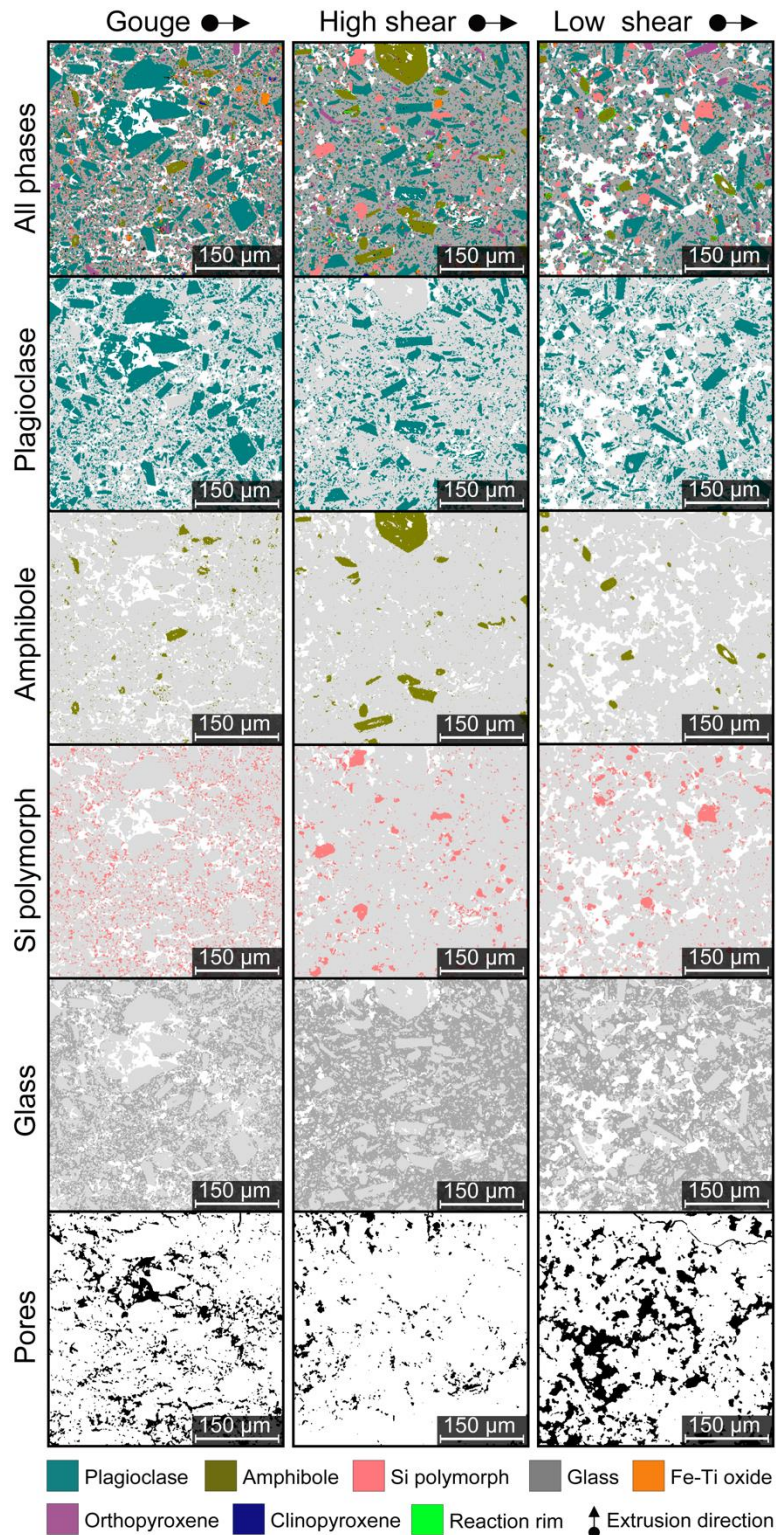 Gouge High shear Low shear
All phases
150 µm 150 µm 150 µm
Plagioclase
150 µm 150 µm 150 µm
Amphibole
150 µm 150 µm 150 µm
Si polymorph
150 µm 150 µm 150 µm
Glass
150 µm 150 µm 150 µm
Pores
150 µm 150 µm 150 µm
Plagioclase Amphibole Si polymorph Glass Fe-Ti oxide
Orthopyroxene Clinopyroxene Reaction rim Extrusion direction